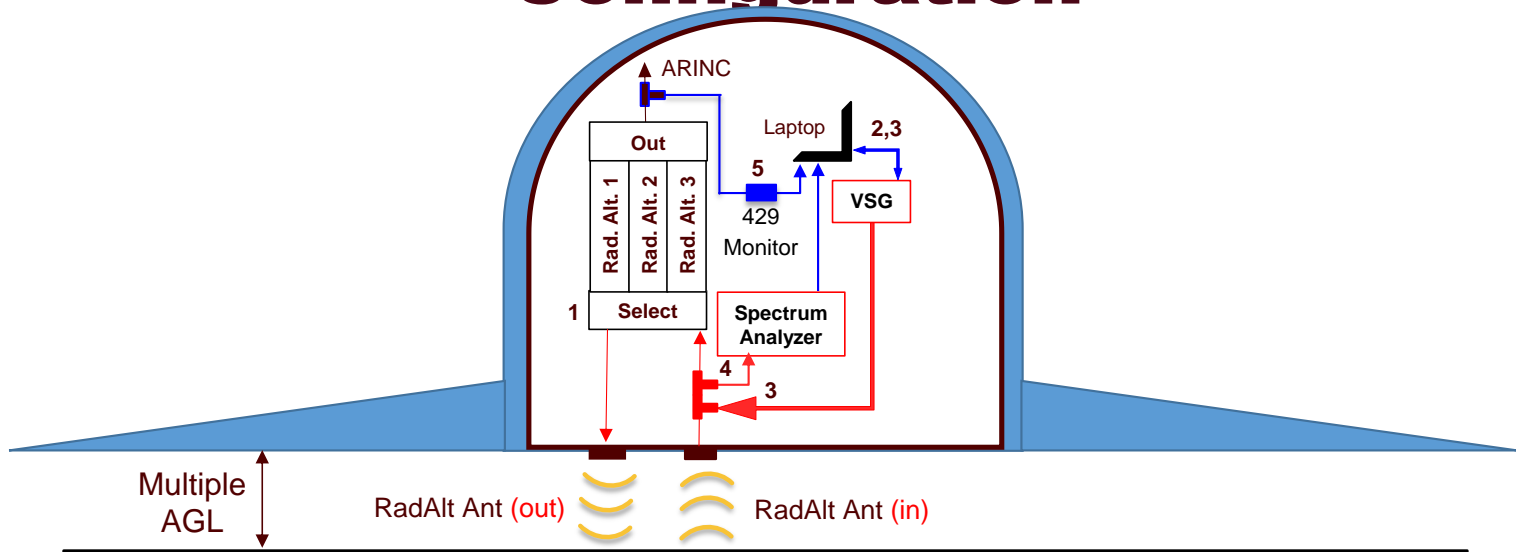 Configuration
ARINC
Laptop
2,3
Out
5
Rad. Alt. 1
Rad. Alt. 2
Rad. Alt. 3
VSG
429
Monitor
1
Select
Spectrum
Analyzer
4
3
Multiple
AGL
RadAlt Ant (out)
RadAlt Ant (in)